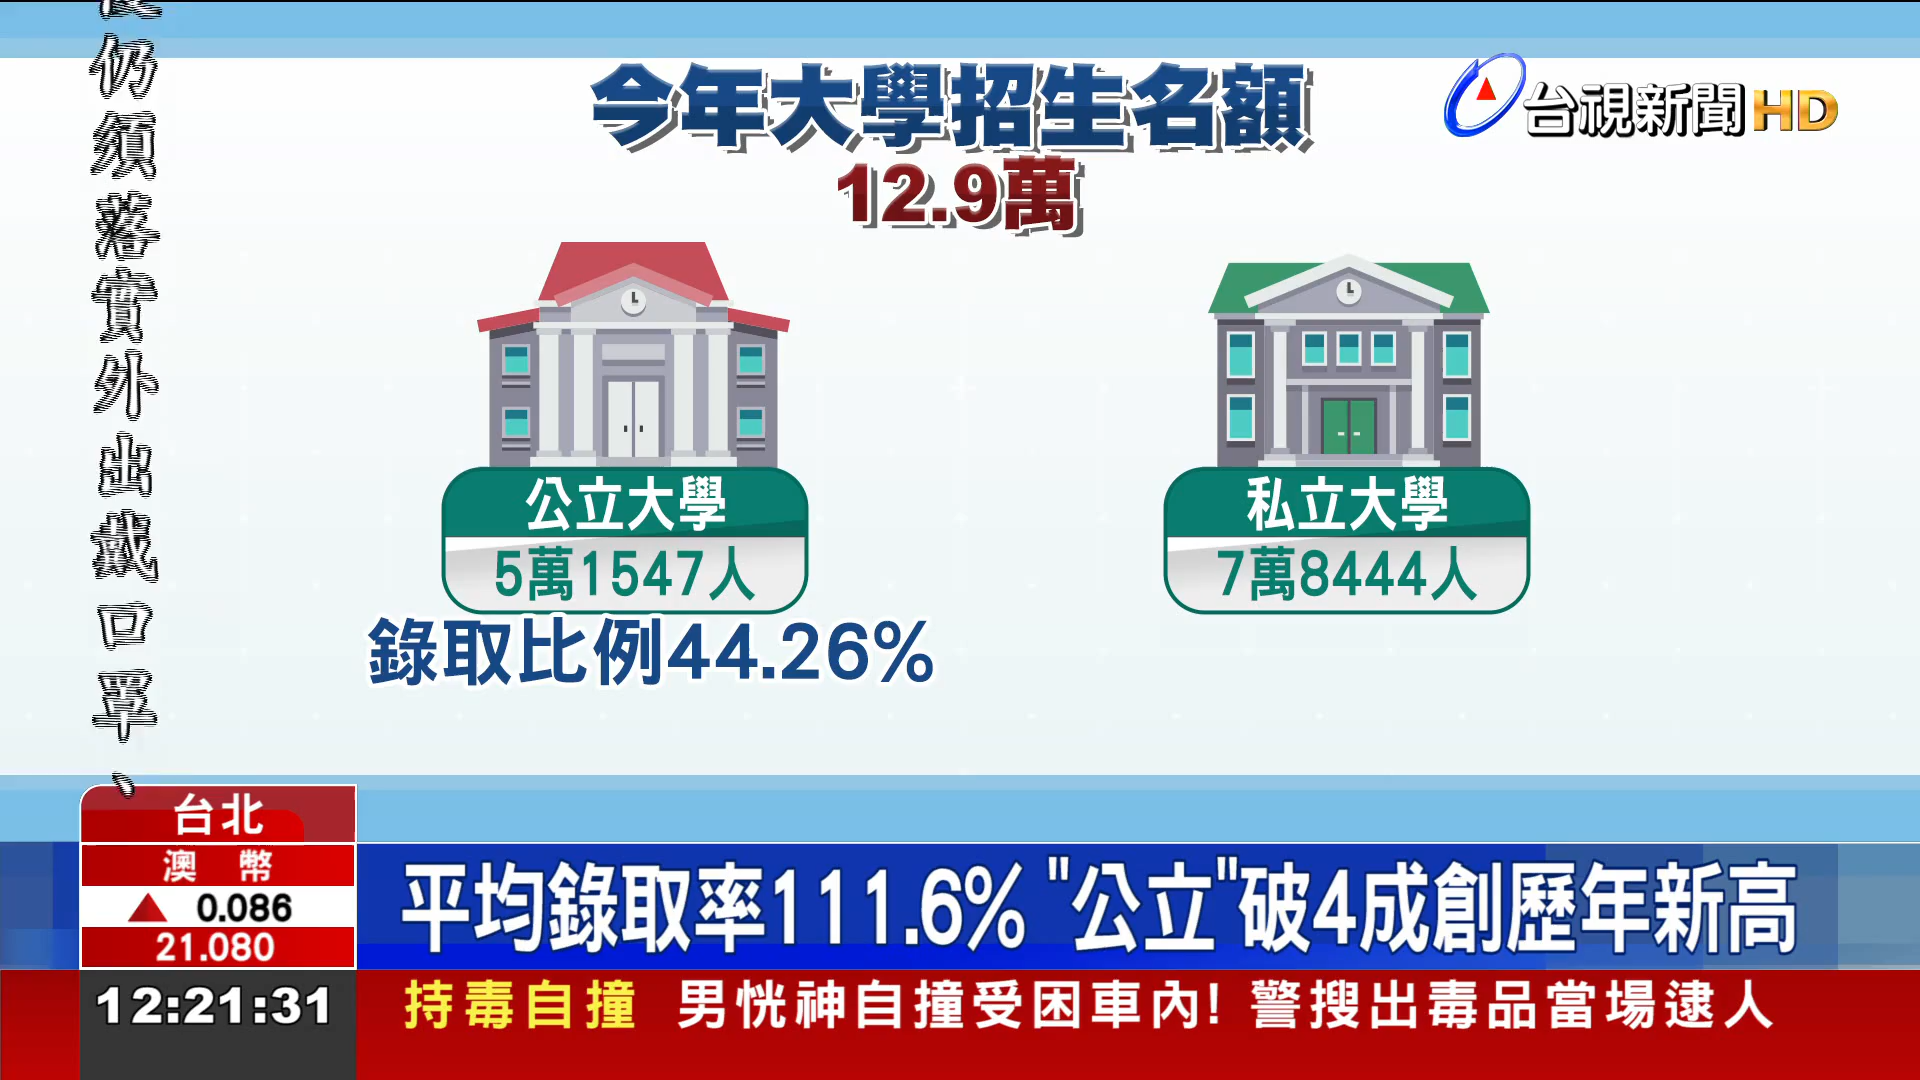 仍須落實外出戴口罩、
今年大學招生名額
12.9萬
台視新聞HD
公立大學
5萬1547人
錄取比例44.26%
私立大學
7萬8444人
台北
澳幣
0.086
21.080
12:21:31
平均錄取率111.6% "公立"破4成創歷年新高
持毒自撞 男恍神自撞受困車內! 警搜出毒品當場逮人